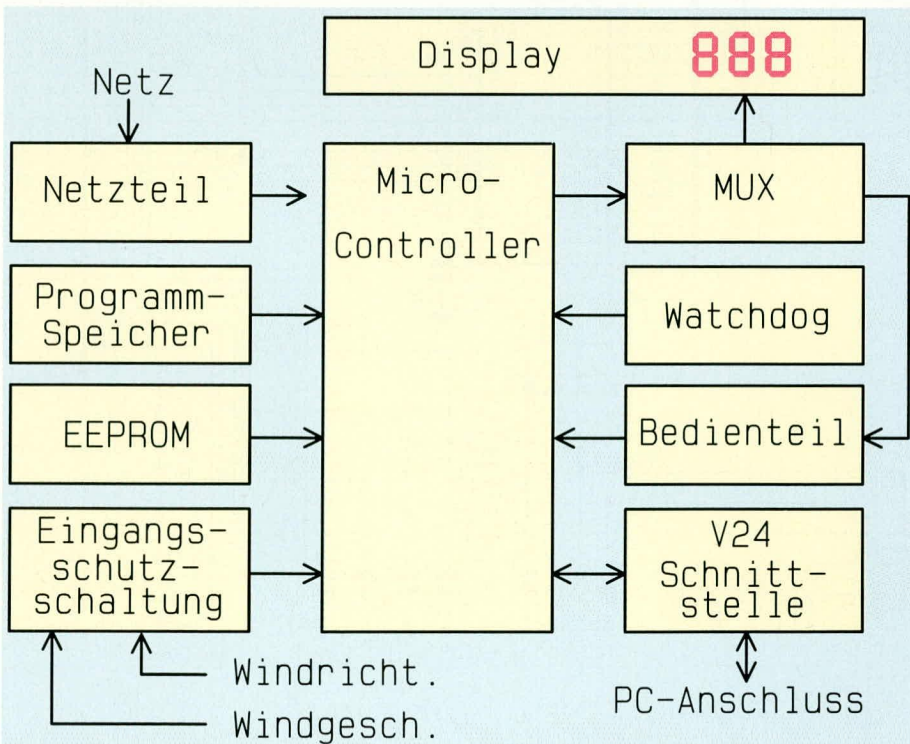 Display 888
Netz
Netzteil
Micro-
Controller
MUX
Programm-
Speicher
Watchdog
EEPROM
Bedienteil
Eingangs-
schutz-
schaltung
V24
Schnitt-
stelle
Windricht.
Windgesch.
PC-Anschluss